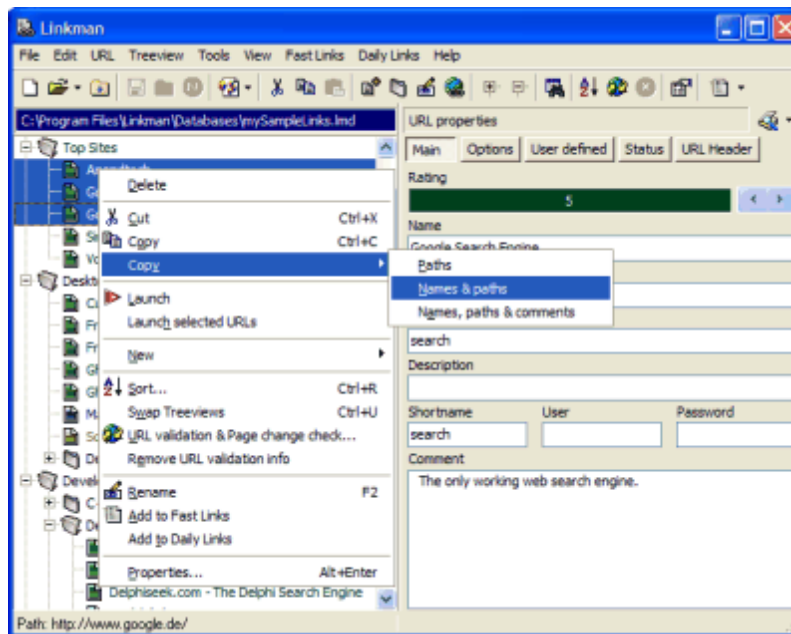 Linkman
File Edit URL Treeview Tools View Fast Links Daily Links Help
C:\Program Files\Linkman\Databases\mySampleLinks.lmd
URL properties
Top Sites
Main Options User defined Status URL Header
Rating
5
Name
Google Search Engine
Delete
Cut Ctrl+X
Copy Ctrl+C
Copy
Paths
Names & paths
Names, paths & comments
Launch
Launch selected URLs
New
Sort... Ctrl+R
Swap Treeviews Ctrl+U
URL validation & Page change check...
Remove URL validation info
Rename F2
Add to Fast Links
Add to Daily Links
Properties... Alt+Enter
search
Description
Shortname User Password
search
Comment
The only working web search engine.
Delphiseek.com - The Delphi Search Engine
Path: http://www.google.de/